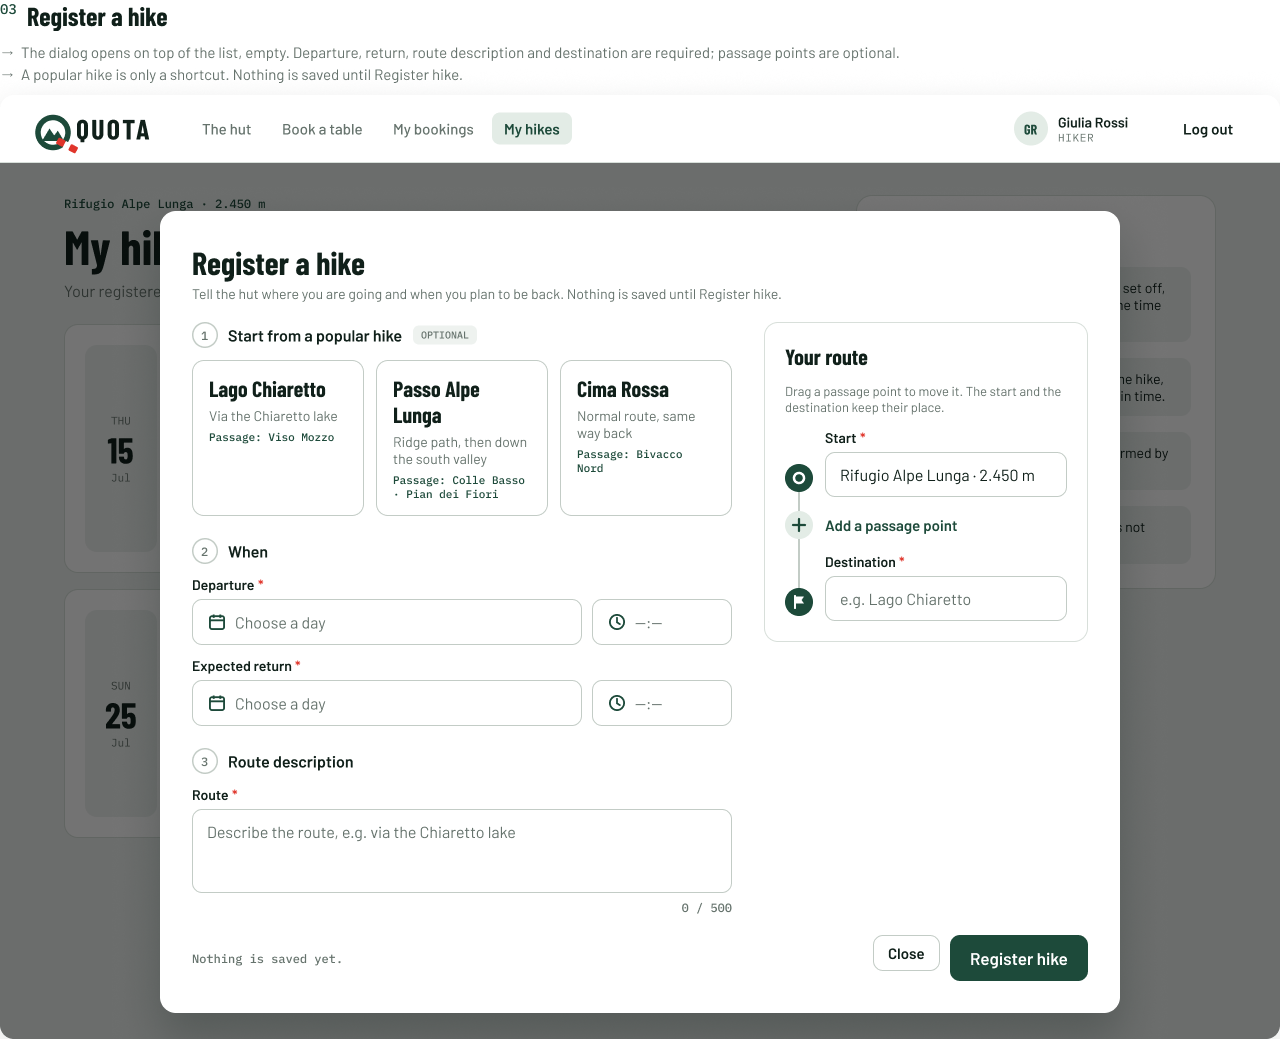 03 Register a hike
→ The dialog opens on top of the list, empty. Departure, return, route description and destination are required; passage points are optional.
→ A popular hike is only a shortcut. Nothing is saved until Register hike.
QUOTA
The hut
Book a table
My bookings
My hikes
GR
Giulia Rossi
HIKER
Log out
Rifugio Alpe Lunga · 2.450 m
My hi
Your registere
THU
15
Jul
SUN
25
Jul
set off,
time
hike,
in time.
rmed by
not
Register a hike
Tell the hut where you are going and when you plan to be back. Nothing is saved until Register hike.
1 Start from a popular hike OPTIONAL
Lago Chiaretto
Via the Chiaretto lake
Passage: Viso Mozzo
Passo Alpe
Lunga
Ridge path, then down
the south valley
Passage: Colle Basso
· Pian dei Fiori
Cima Rossa
Normal route, same
way back
Passage: Bivacco
Nord
2 When
Departure *
Choose a day
—:—
Expected return *
Choose a day
—:—
3 Route description
Route *
Describe the route, e.g. via the Chiaretto lake
0 / 500
Your route
Drag a passage point to move it. The start and the
destination keep their place.
Start *
Rifugio Alpe Lunga · 2.450 m
Add a passage point
Destination *
e.g. Lago Chiaretto
Nothing is saved yet.
Close
Register hike